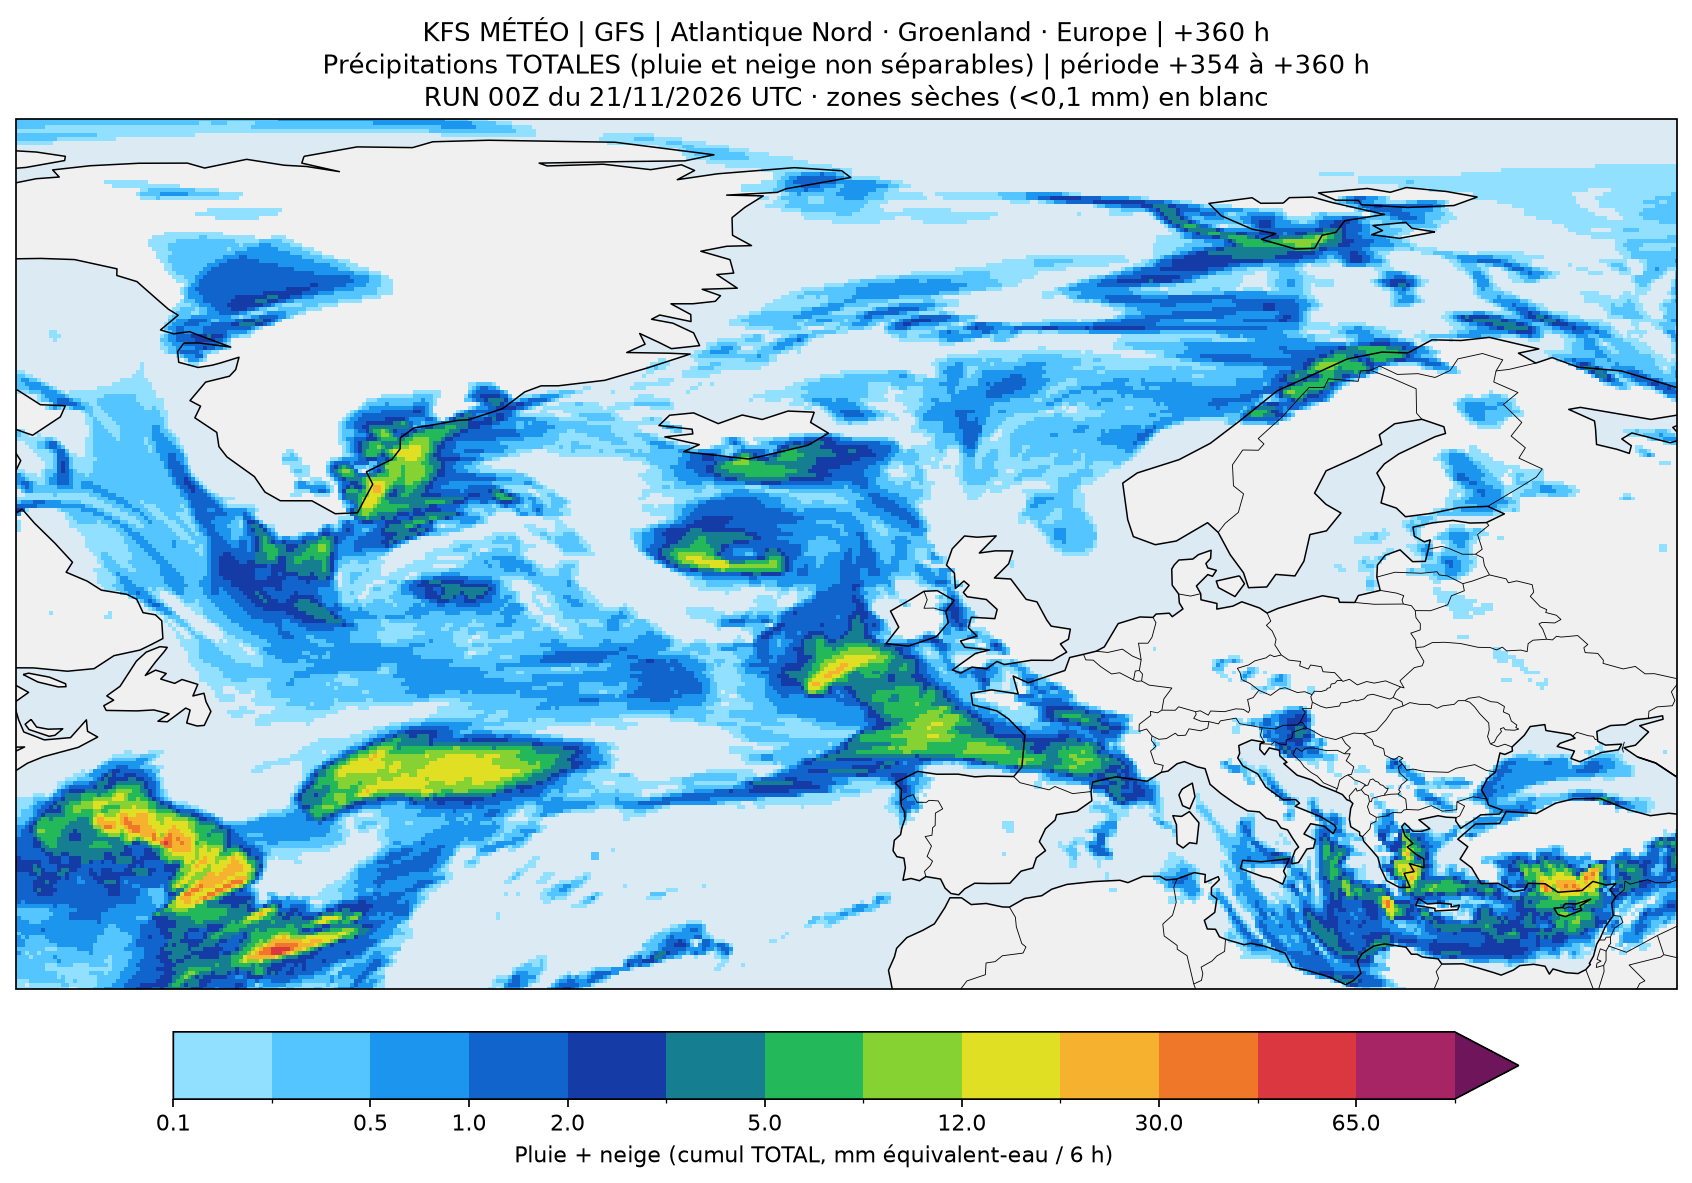 KFS MÉTÉO | GFS | Atlantique Nord · Groenland · Europe | +360 h
Précipitations TOTALES (pluie et neige non séparables) | période +354 à +360 h
RUN 00Z du 21/11/2026 UTC · zones sèches (<0,1 mm) en blanc
0.1 0.5 1.0 2.0 5.0 12.0 30.0 65.0
Pluie + neige (cumul TOTAL, mm équivalent-eau / 6 h)